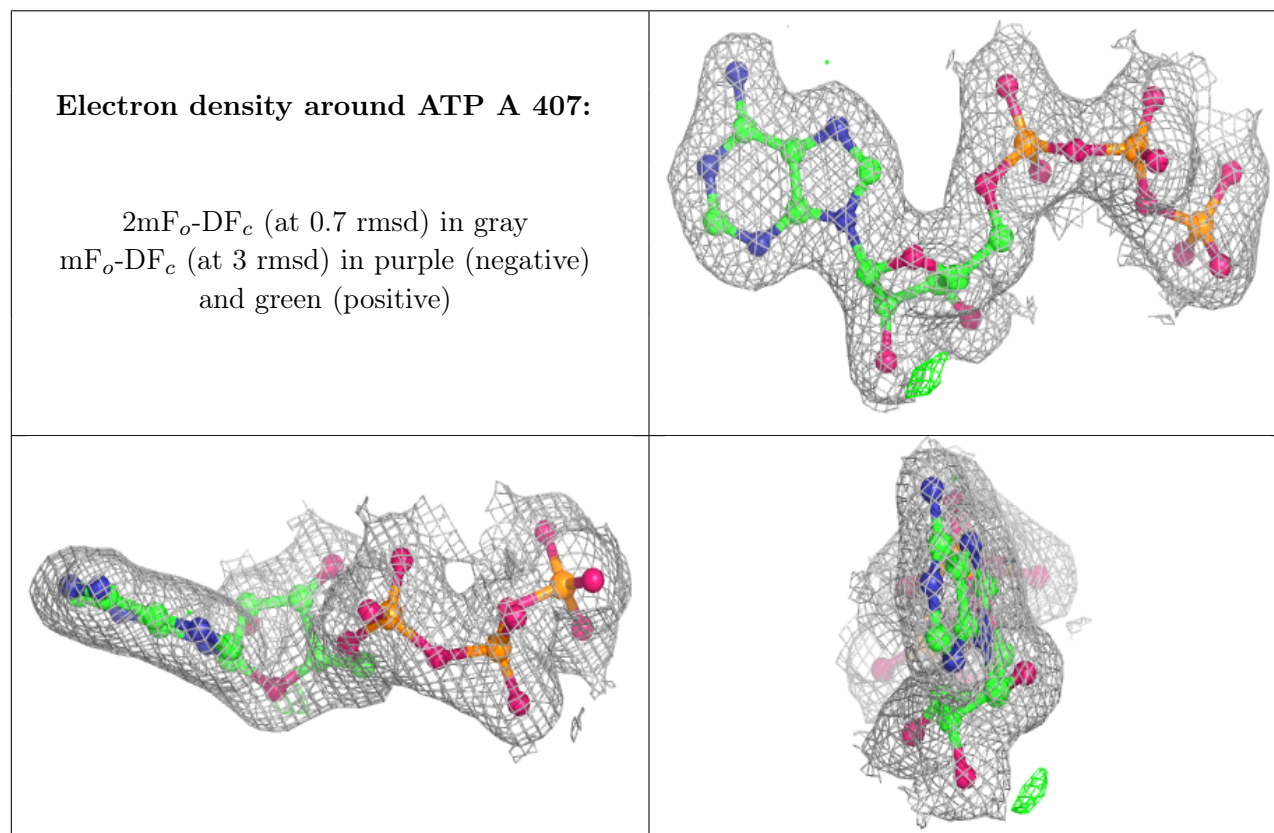 Electron density around ATP A 407:
2mFₒ-DF𝒸 (at 0.7 rmsd) in gray
mFₒ-DF𝒸 (at 3 rmsd) in purple (negative)
and green (positive)